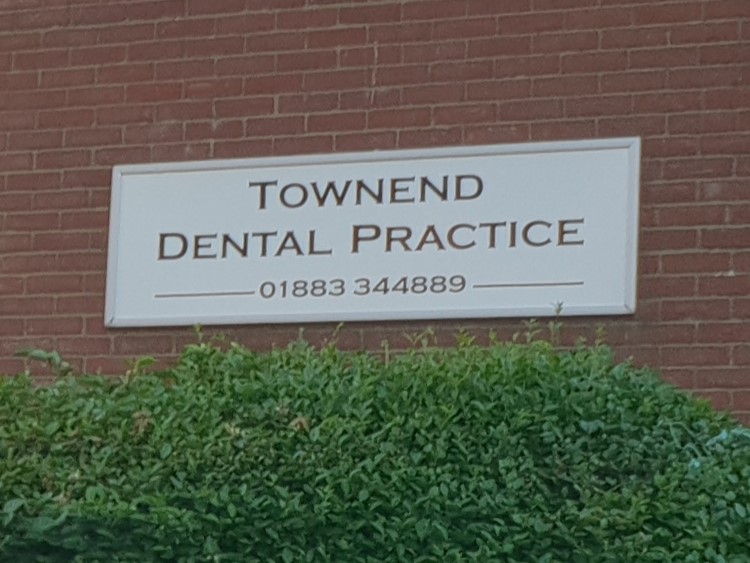 TOWNEND
DENTAL PRACTICE
01883 344889